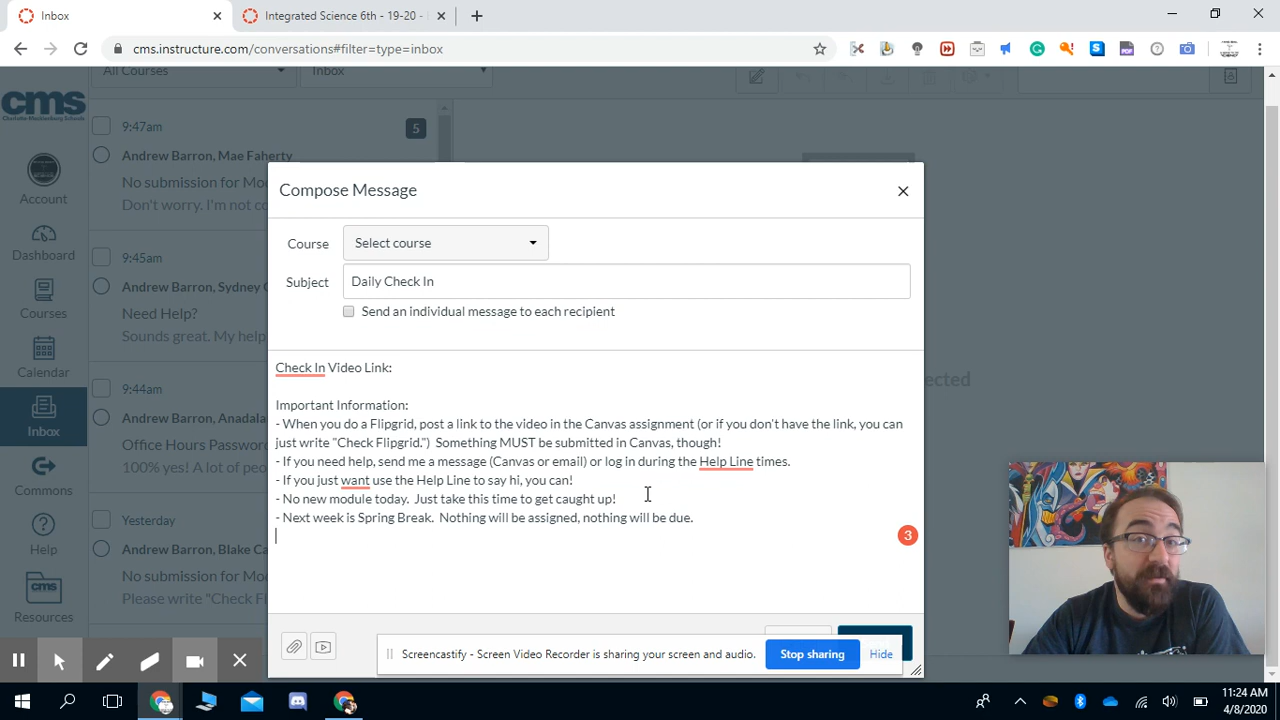 Inbox
Integrated Science 6th - 19-20 -
cms.instructure.com/conversations#filter=type=inbox
All Courses
Inbox
cms
Charlotte-Mecklenburg Schools
Account
Dashboard
Courses
Calendar
Inbox
Commons
Help
cms
Resources
9:47am
5
Andrew Barron, Mae Faherty
No submission for Mo
Don't worry. I'm not c
9:45am
Andrew Barron, Sydney
Need Help?
Sounds great. My help
9:44am
Andrew Barron, Anadala
Office Hours Passwor
100% yes! A lot of peo
Yesterday
Andrew Barron, Blake Ca
No submission for Mo
Please write "Check Fl
ected
Compose Message
Course
Select course
Subject
Daily Check In
Send an individual message to each recipient
Check In Video Link:
Important Information:
- When you do a Flipgrid, post a link to the video in the Canvas assignment (or if you don't have the link, you can
just write "Check Flipgrid.")  Something MUST be submitted in Canvas, though!
- If you need help, send me a message (Canvas or email) or log in during the Help Line times.
- If you just want use the Help Line to say hi, you can!
- No new module today.  Just take this time to get caught up!
- Next week is Spring Break.  Nothing will be assigned, nothing will be due.
3
Screencastify - Screen Video Recorder is sharing your screen and audio.
Stop sharing
Hide
11:24 AM
4/8/2020